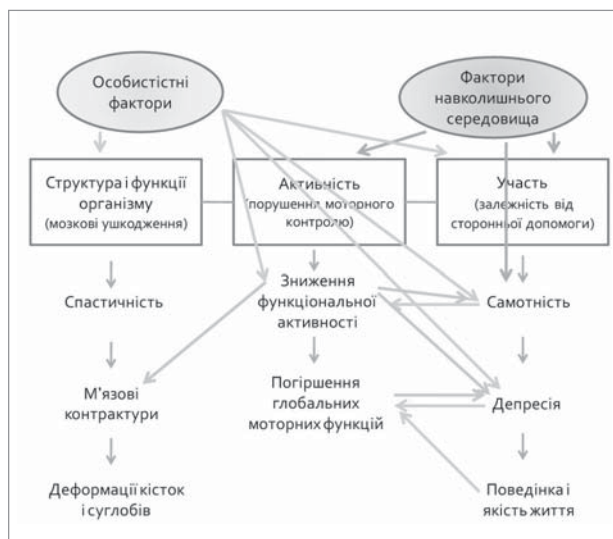 Особистістні
фактори
Фактори
навколишнього
середовища
Структура і функції
організму
(мозкові ушкодження)
Активність
(порушення моторного
контролю)
Участь
(залежність від
сторонньої допомоги)
Спастичність
Зниження
функціональної
активності
Самотність
М'язові
контрактури
Погіршення
глобальних
моторних функцій
Депресія
Деформації кісток
і суглобів
Поведінка і
якість життя